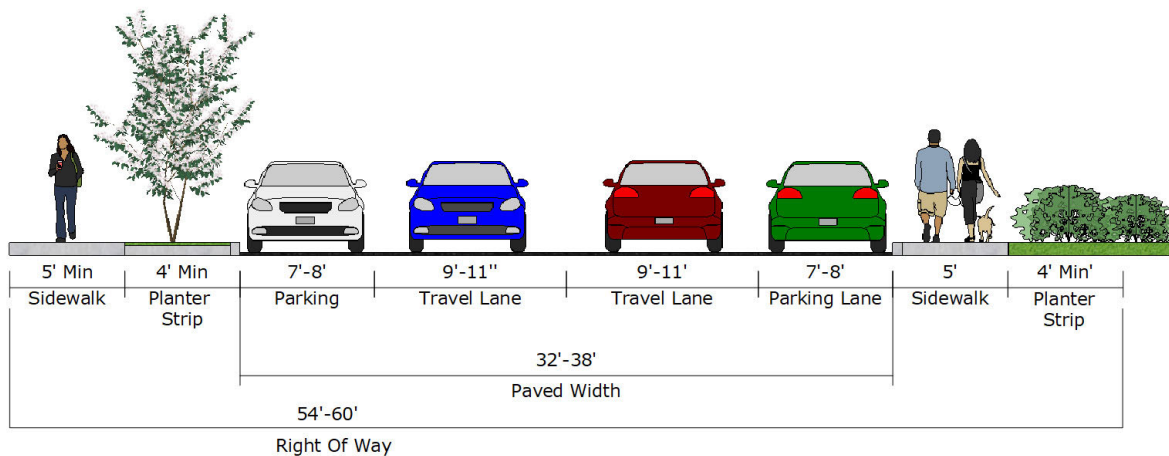 5' Min 4' Min 7'-8' 9'-11'' 9'-11' 7'-8' 5' 4' Min'
Sidewalk Planter Parking Travel Lane Travel Lane Parking Lane Sidewalk Planter
Strip Strip
32'-38'
Paved Width
54'-60'
Right Of Way